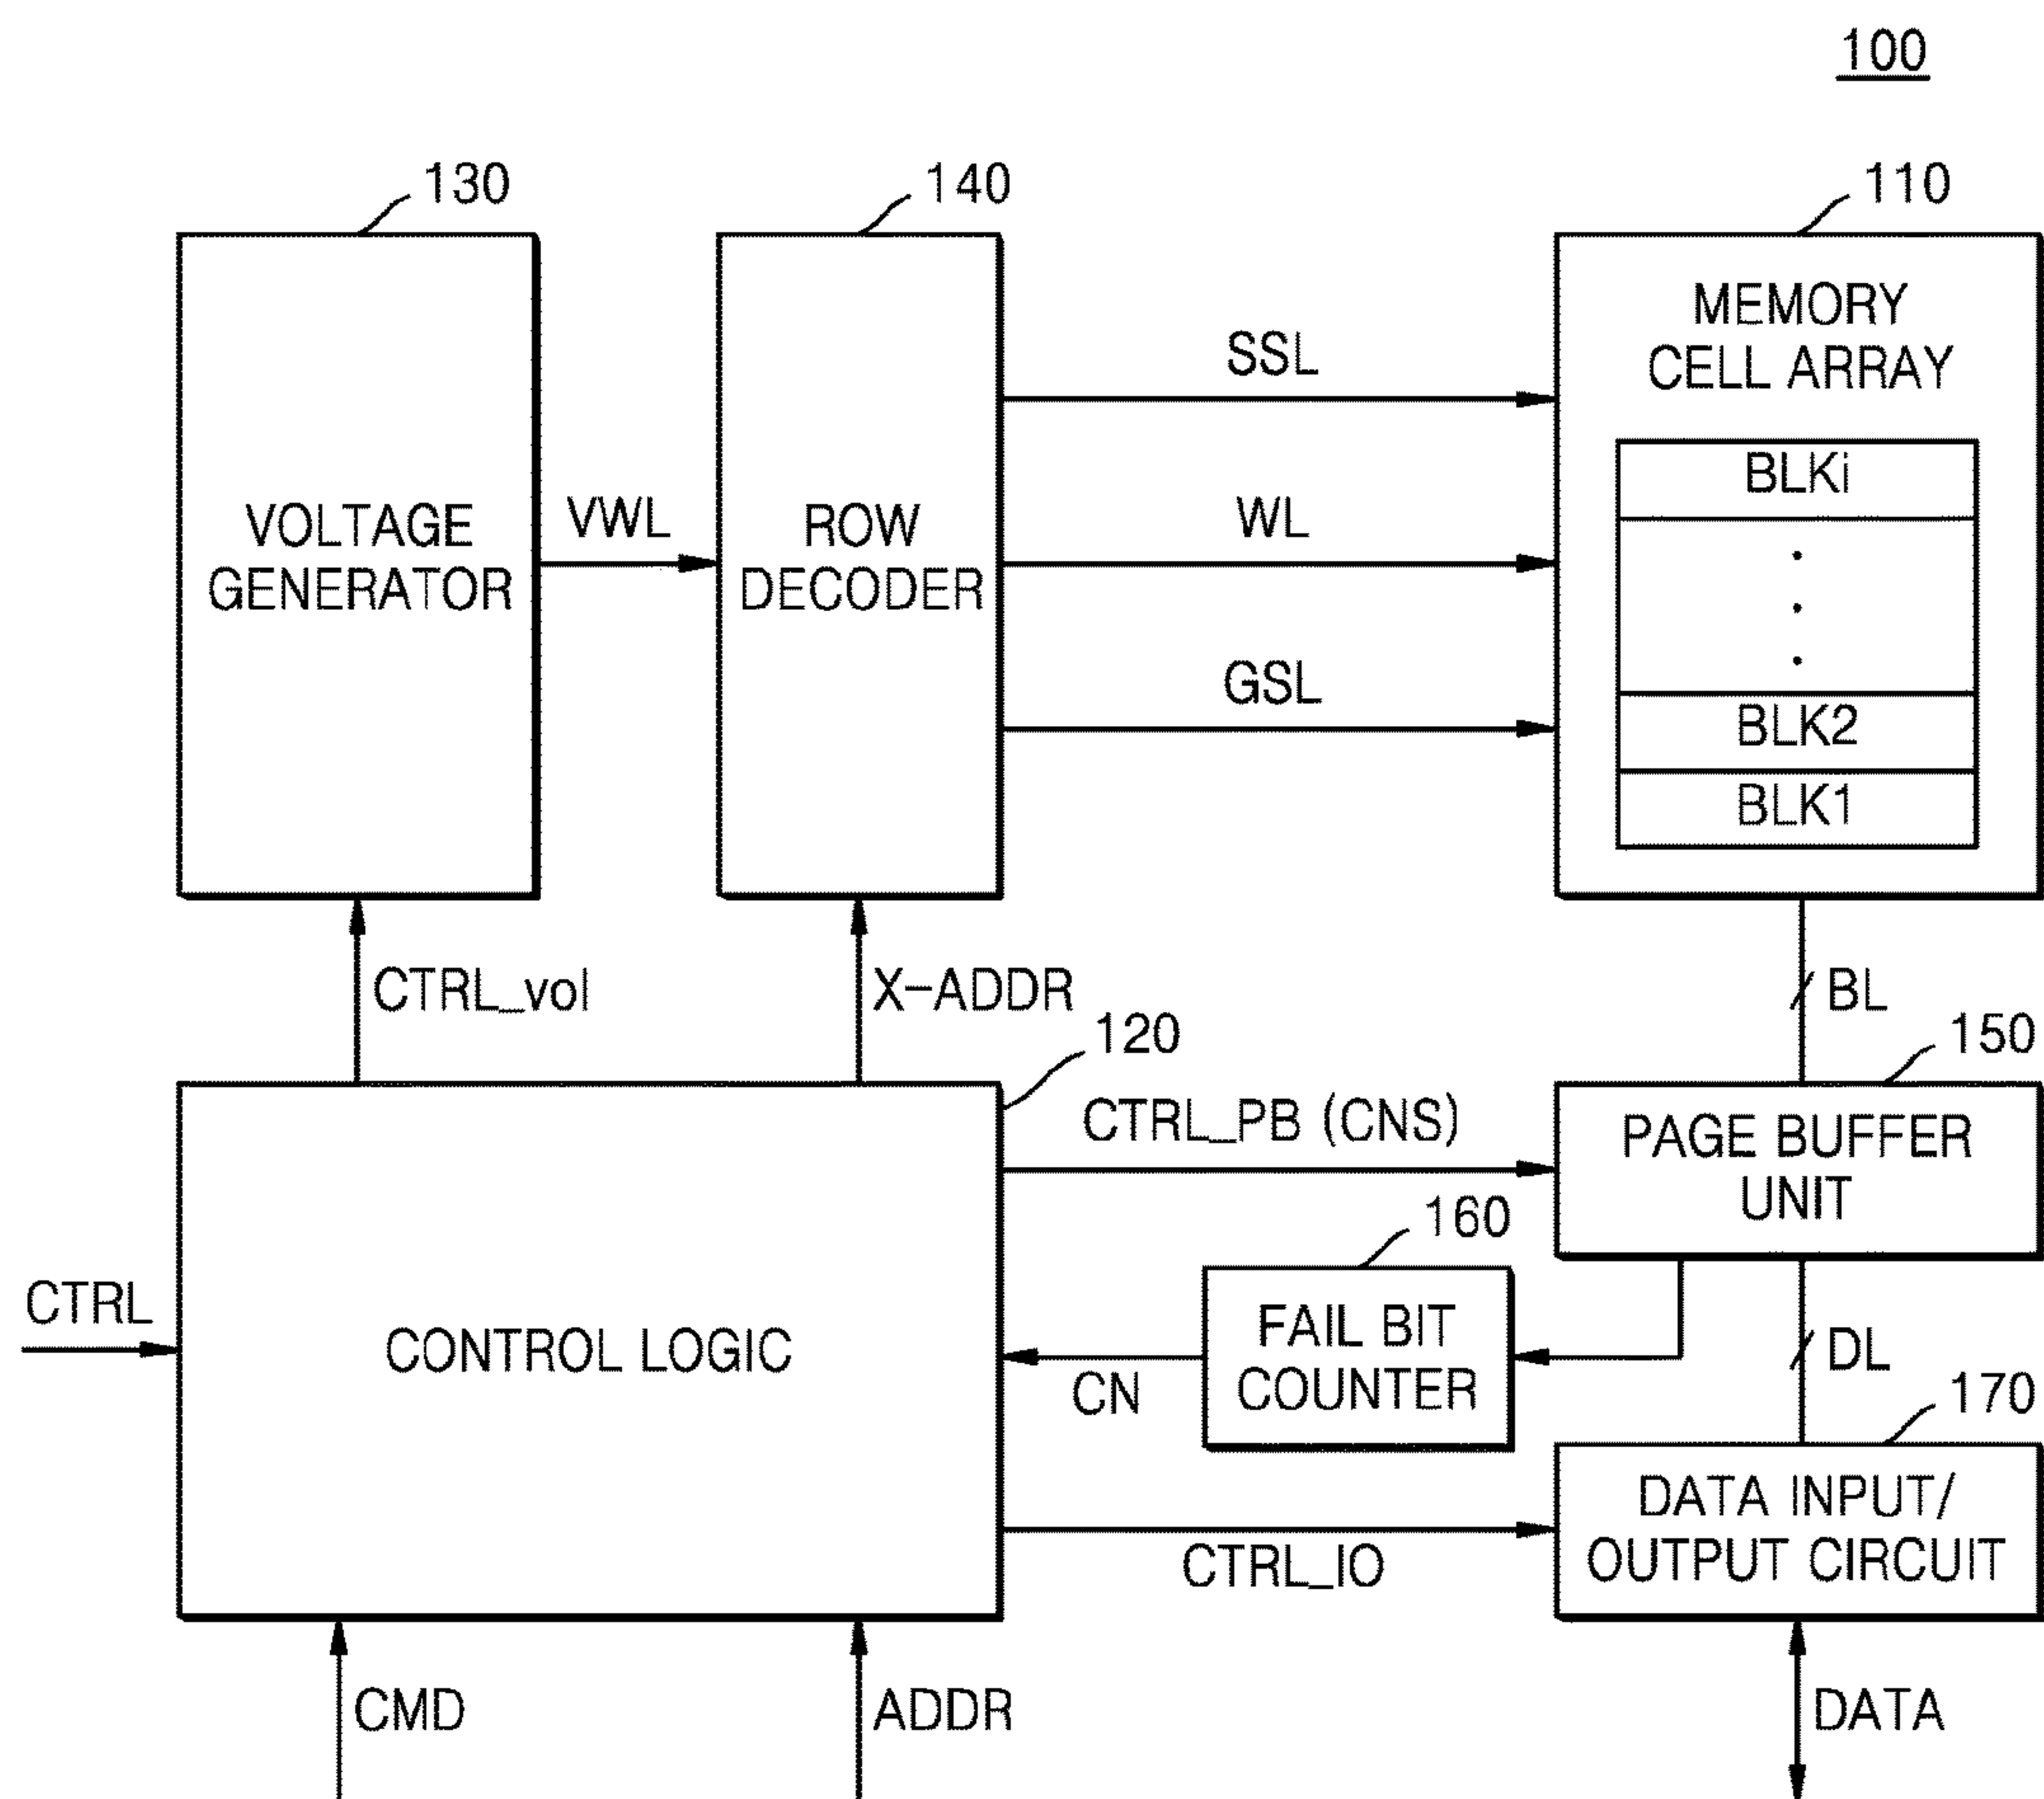 100
130
140
110
VOLTAGE
GENERATOR
VWL
ROW
DECODER
SSL
WL
GSL
MEMORY
CELL ARRAY
BLKi
BLK2
BLK1
CTRL_vol
X-ADDR
BL
120
150
CTRL_PB (CNS)
PAGE BUFFER
UNIT
160
CTRL
CONTROL LOGIC
CN
FAIL BIT
COUNTER
DL
170
CTRL_IO
DATA INPUT/
OUTPUT CIRCUIT
CMD
ADDR
DATA